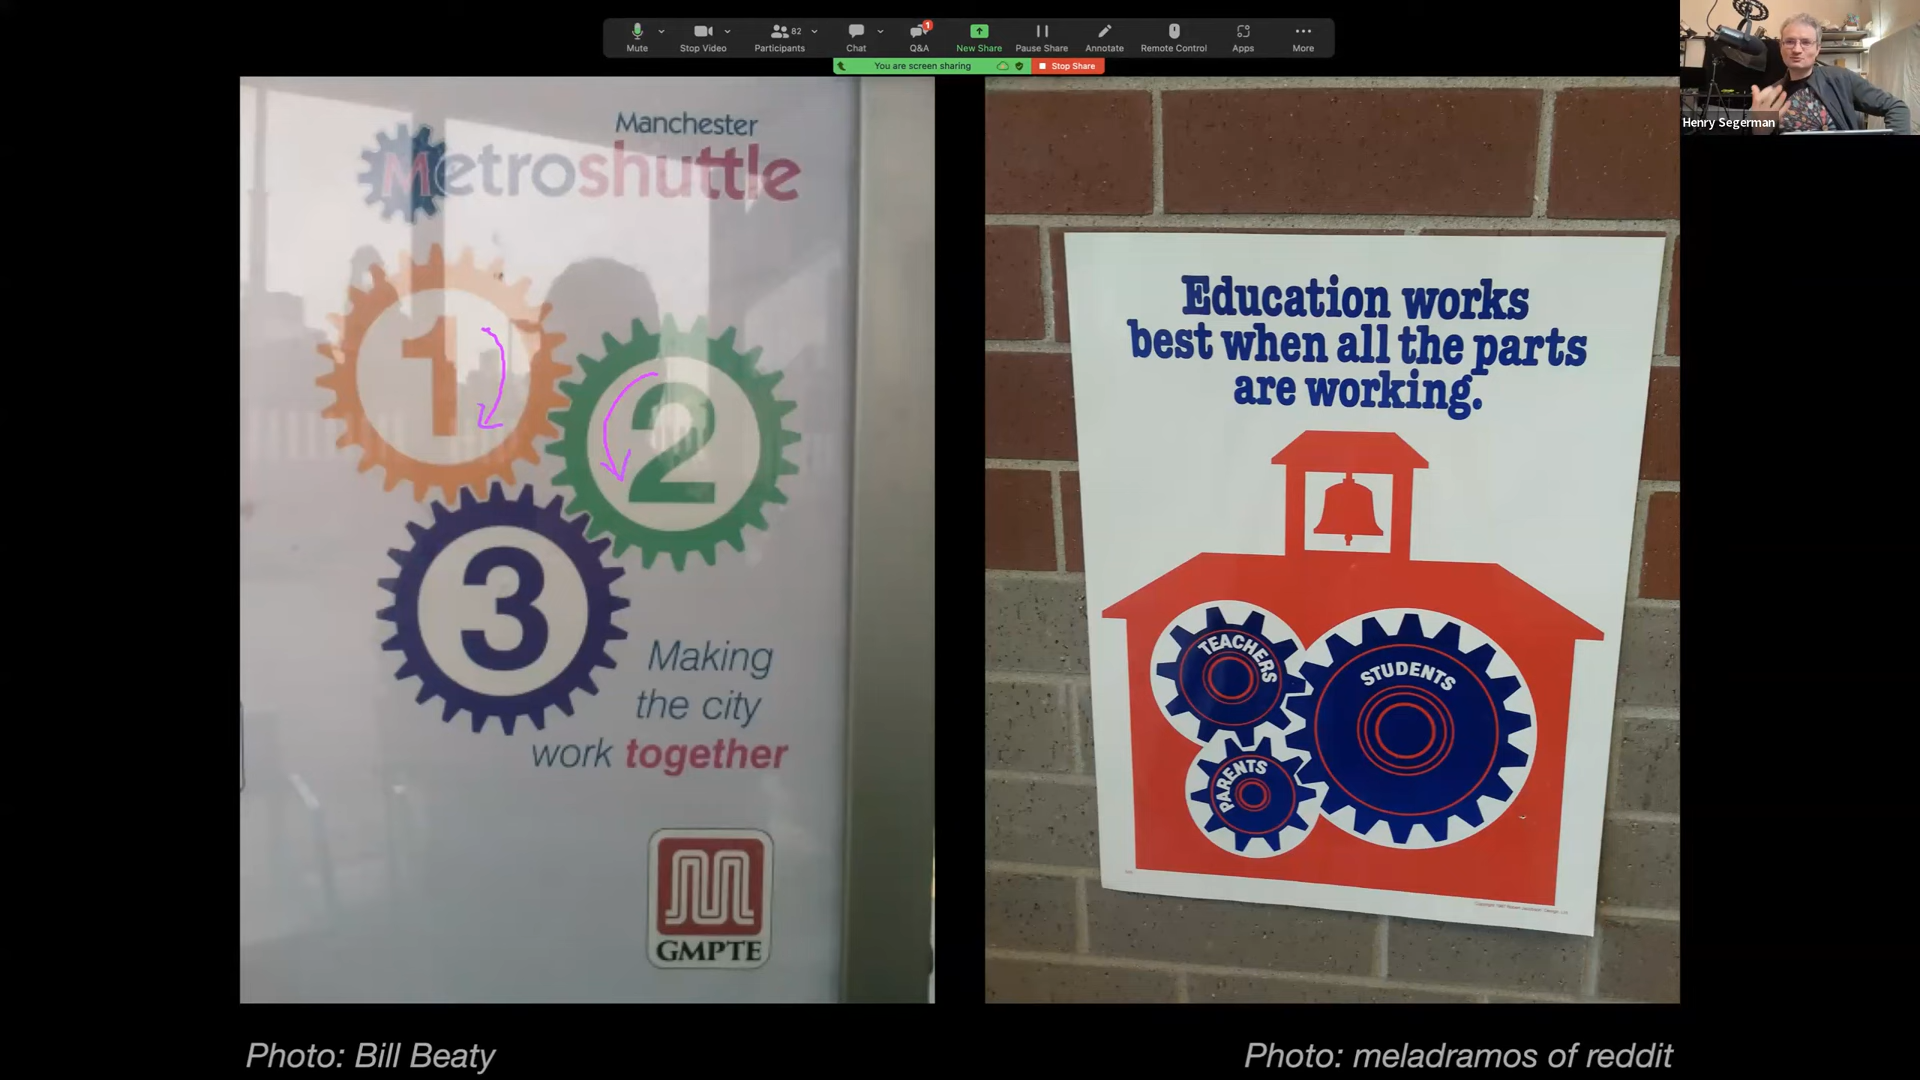 Mute
Stop Video
82
Participants
Chat
1
Q&A
New Share
Pause Share
Annotate
Remote Control
Apps
More
You are screen sharing
Stop Share
Henry Segerman
Manchester
Metroshuttle
1
2
3
Making
the city
work together
GMPTE
Education works
best when all the parts
are working.
TEACHERS
STUDENTS
PARENTS
Photo: Bill Beaty
Photo: meladramos of reddit